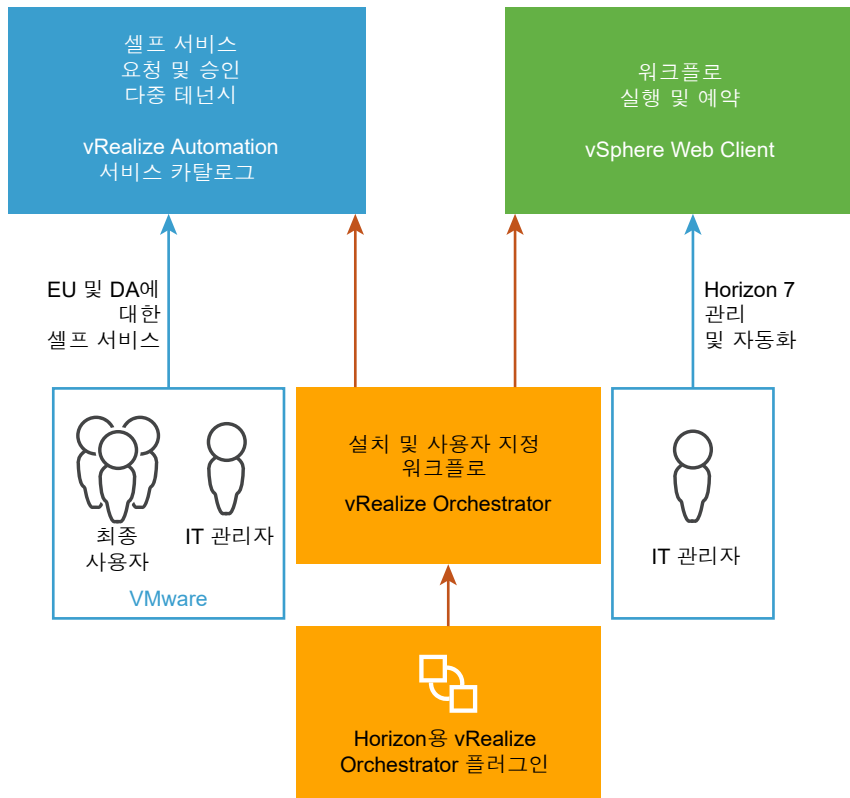 셀프 서비스
요청 및 승인
다중 테넌시
vRealize Automation
서비스 카탈로그
워크플로
실행 및 예약
vSphere Web Client
EU 및 DA에
대한
셀프 서비스
Horizon 7
관리
및 자동화
최종
사용자
IT 관리자
VMware
설치 및 사용자 지정
워크플로
vRealize Orchestrator
IT 관리자
Horizon용 vRealize
Orchestrator 플러그인